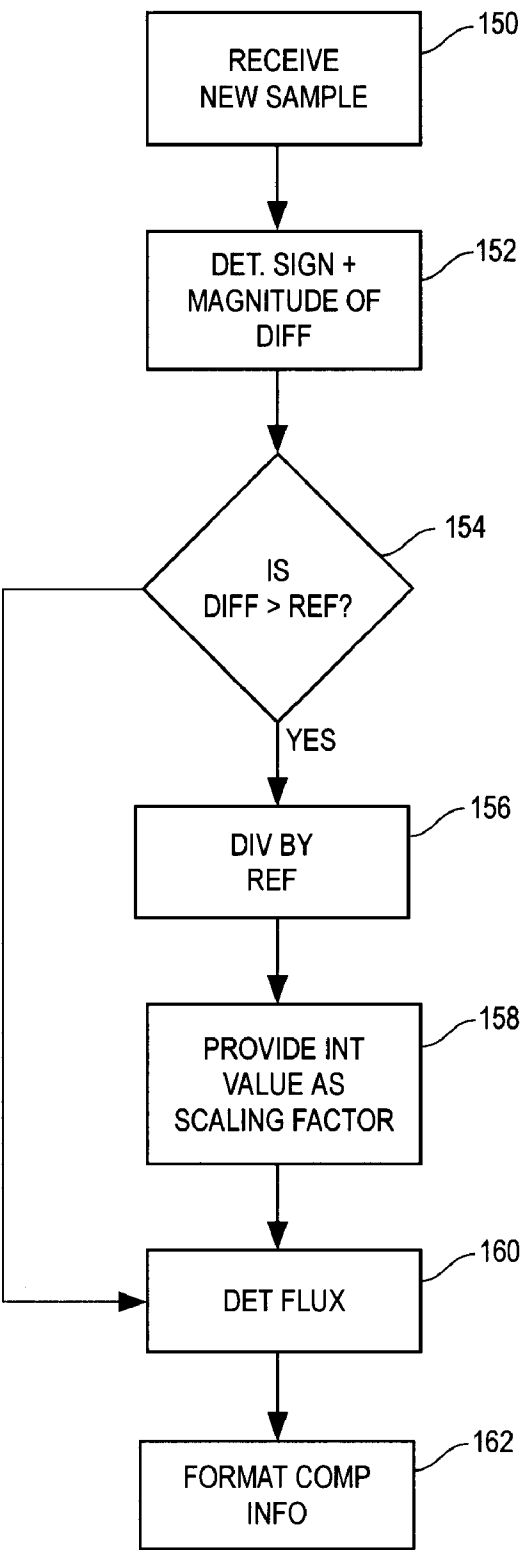 150
RECEIVE
NEW SAMPLE
152
DET. SIGN +
MAGNITUDE OF
DIFF
154
IS
DIFF > REF?
YES
156
DIV BY
REF
158
PROVIDE INT
VALUE AS
SCALING FACTOR
160
DET FLUX
162
FORMAT COMP
INFO